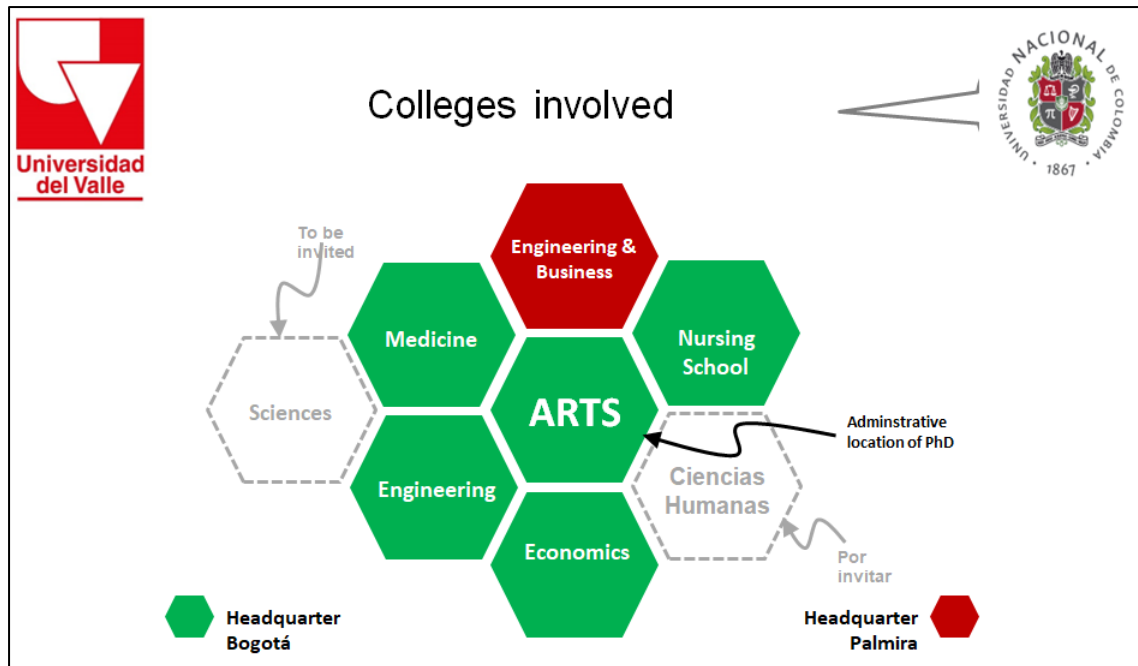 Universidad
del Valle
Colleges involved
UNIVERSIDAD NACIONAL DE COLOMBIA
π
· 1867 ·
To be
invited
Engineering &
Business
Medicine
Nursing
School
Sciences
ARTS
Adminstrative
location of PhD
Engineering
Ciencias
Humanas
Economics
Por
invitar
Headquarter
Bogotá
Headquarter
Palmira